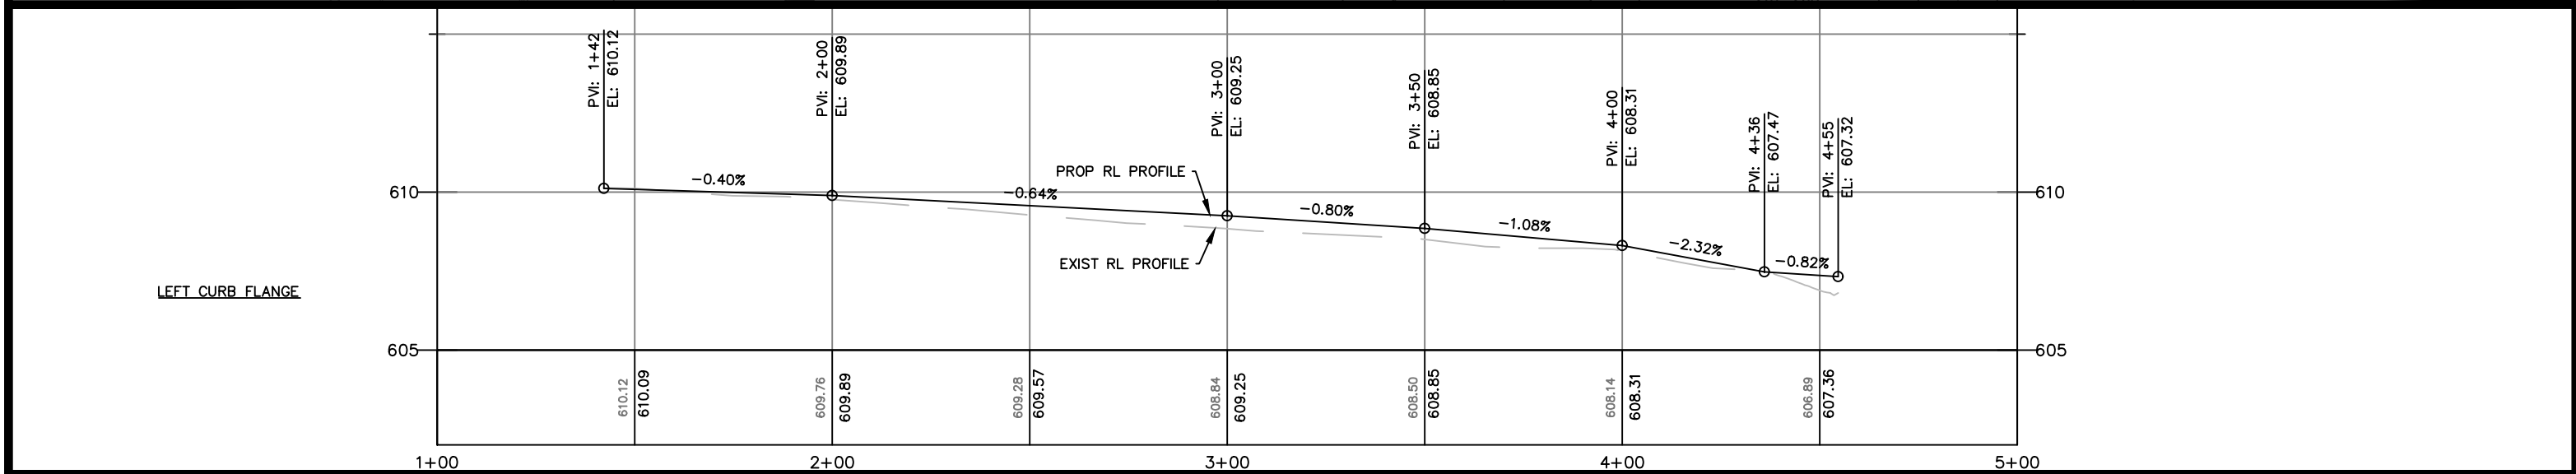 PVI: 1+42
EL: 610.12
PVI: 2+00
EL: 609.89
PVI: 3+00
EL: 609.25
PVI: 3+50
EL: 608.85
PVI: 4+00
EL: 608.31
PVI: 4+36
EL: 607.47
PVI: 4+55
EL: 607.32
PROP RL PROFILE
-0.40%
-0.64%
-0.80%
-1.08%
-2.32%
-0.82%
610
610
EXIST RL PROFILE
LEFT CURB FLANGE
605
605
610.12
610.09
609.76
609.89
609.28
609.57
608.84
609.25
608.50
608.85
608.14
608.31
606.89
607.36
1+00
2+00
3+00
4+00
5+00